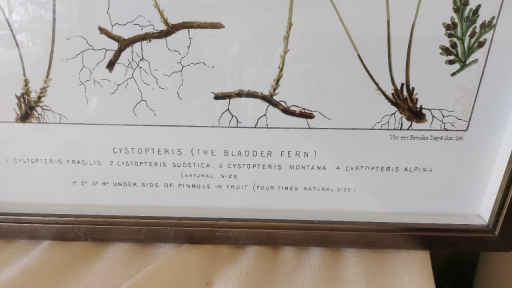 CYSTOPTERIS (THE BLADDER FERN)
1 CYSTOPTERIS FRAGILIS 2 CYSTOPTERIS SUDETICA 3 CYSTOPTERIS MONTANA 4 CYSTOPTERIS ALPINA
(NATURAL SIZE)
UNDER SIDE OF PINNULE IN FRUIT (FOUR TIMES NATURAL SIZE)